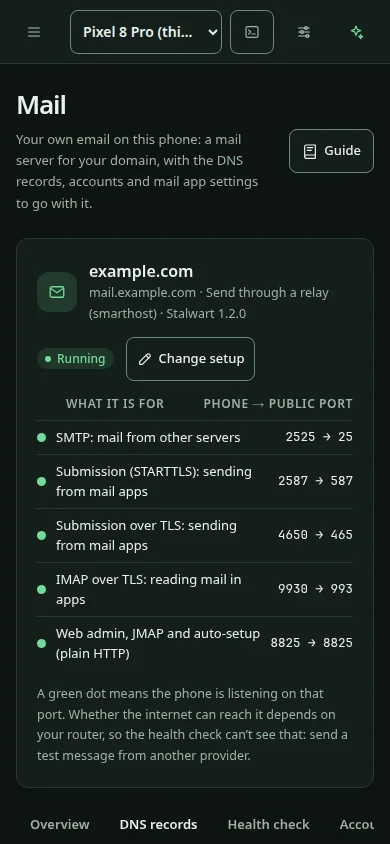 Pixel 8 Pro (thi...
Mail
Your own email on this phone: a mail
server for your domain, with the DNS
records, accounts and mail app settings
to go with it.
Guide
example.com
mail.example.com · Send through a relay
(smarthost) · Stalwart 1.2.0
Running
Change setup
WHAT IT IS FOR
PHONE → PUBLIC PORT
SMTP: mail from other servers
2525 → 25
Submission (STARTTLS): sending
from mail apps
2587 → 587
Submission over TLS: sending
from mail apps
4650 → 465
IMAP over TLS: reading mail in
apps
9930 → 993
Web admin, JMAP and auto-setup
(plain HTTP)
8825 → 8825
A green dot means the phone is listening on that
port. Whether the internet can reach it depends on
your router, so the health check can't see that: send a
test message from another provider.
Overview
DNS records
Health check
Accou